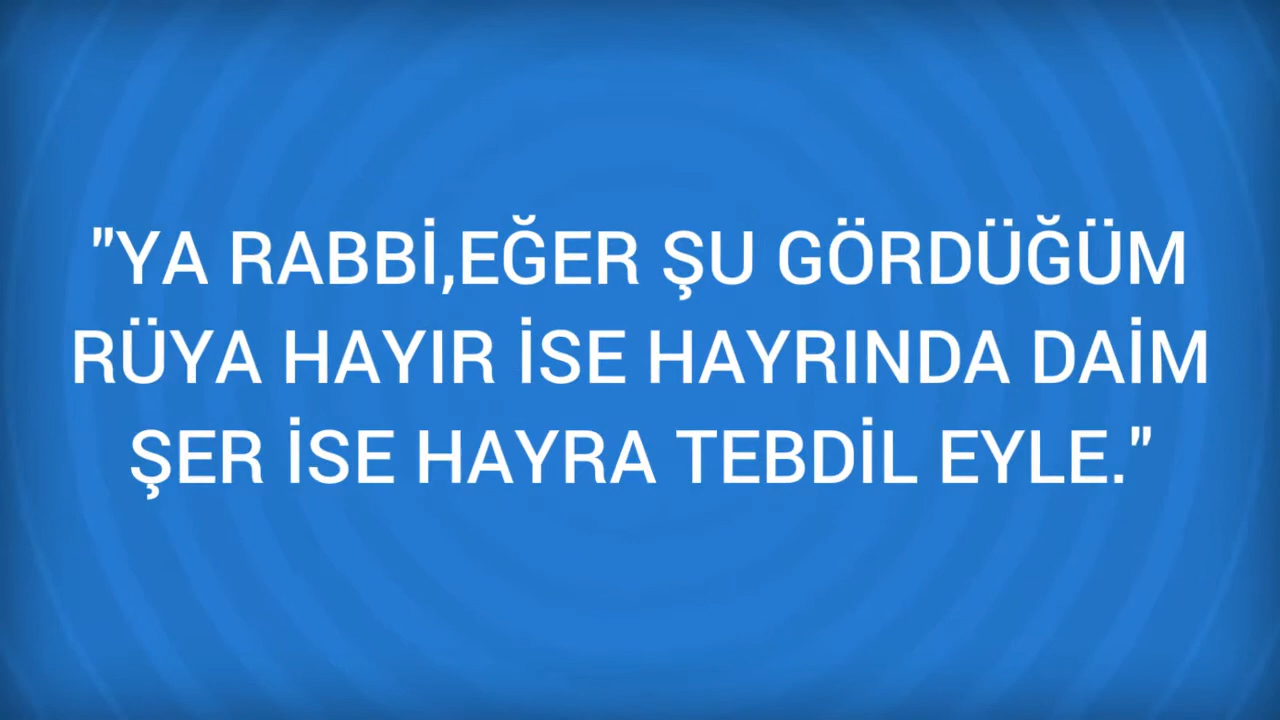 "YA RABBİ,EĞER ŞU GÖRDÜĞÜM
RÜYA HAYIR İSE HAYRINDA DAİM
ŞER İSE HAYRA TEBDİL EYLE."